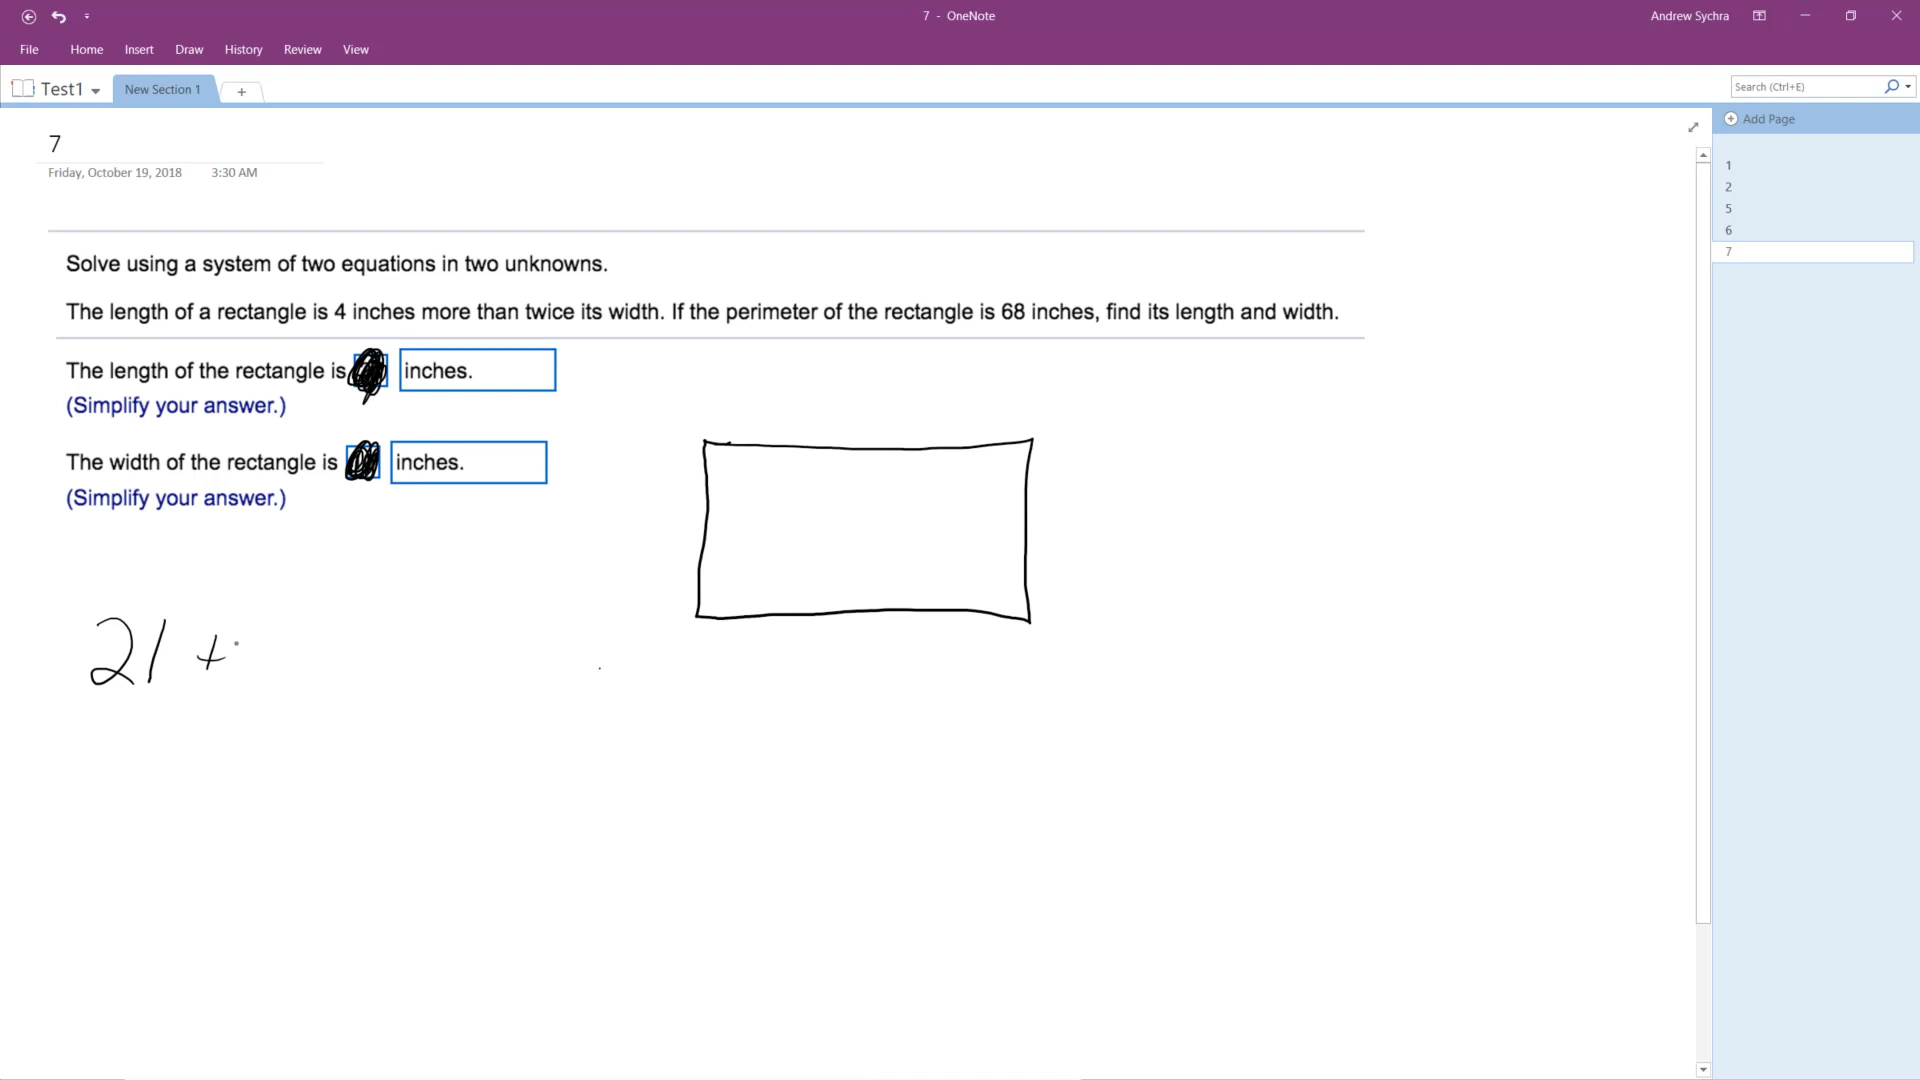 7 - OneNote
Andrew Sychra
File Home Insert Draw History Review View
Test1
New Section 1
+
Search (Ctrl+E)
Add Page
1
2
5
6
7
7
Friday, October 19, 2018 3:30 AM
Solve using a system of two equations in two unknowns.
The length of a rectangle is 4 inches more than twice its width. If the perimeter of the rectangle is 68 inches, find its length and width.
The length of the rectangle is inches.
(Simplify your answer.)
The width of the rectangle is inches.
(Simplify your answer.)
2l +